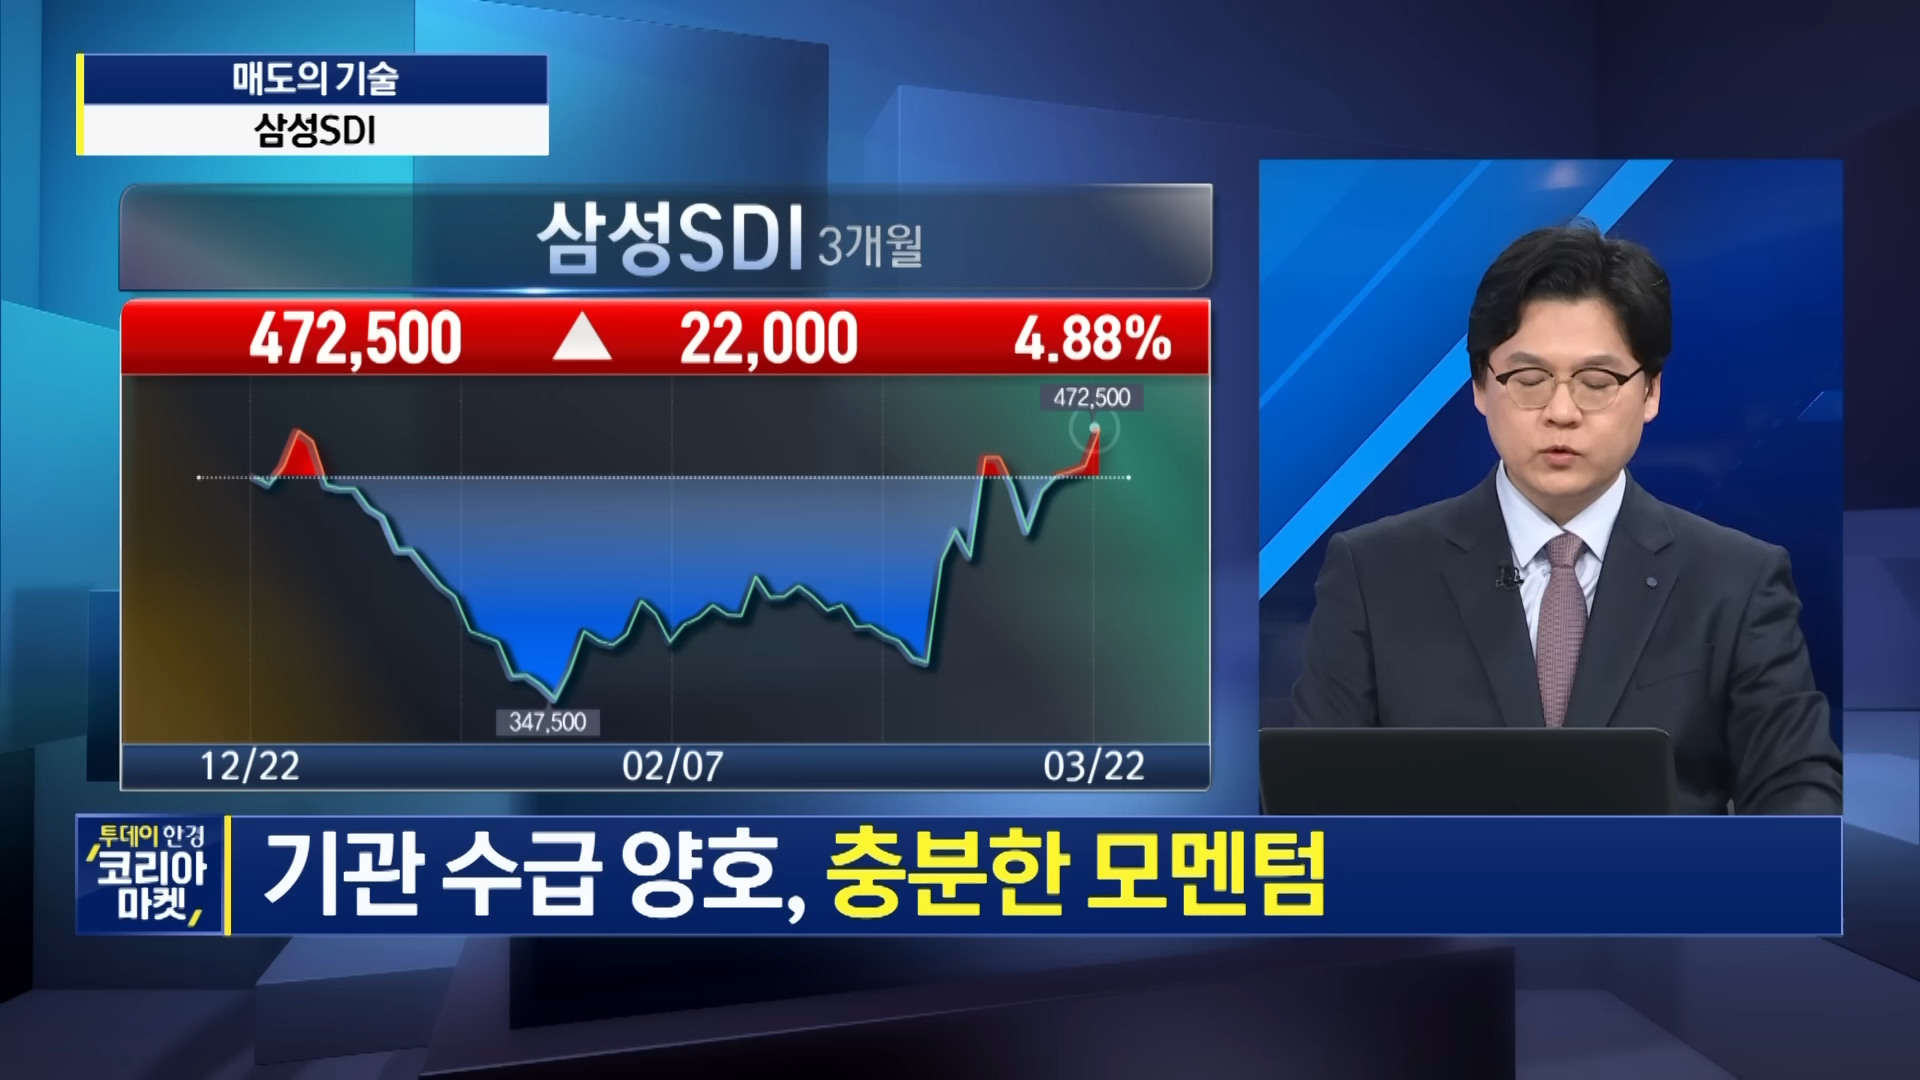 매도의 기술
삼성SDI
삼성SDI 3개월
472,500 ▲ 22,000 4.88%
472,500
347,500
12/22 02/07 03/22
투데이 한경
코리아
마켓
기관 수급 양호, 충분한 모멘텀